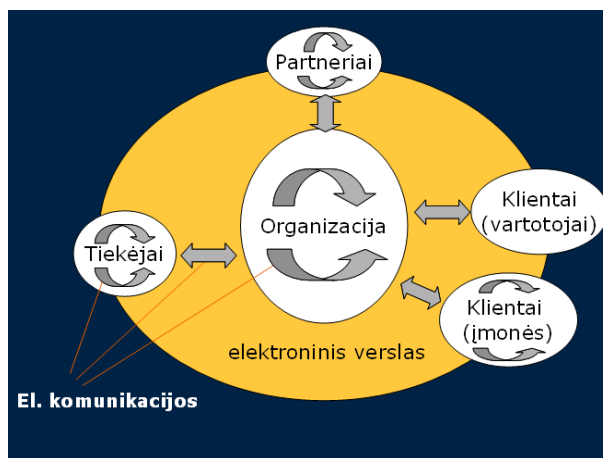 Partneriai
Klientai
(vartotojai)
Organizacija
Tiekėjai
Klientai
(įmonės)
elektroninis verslas
El. komunikacijos